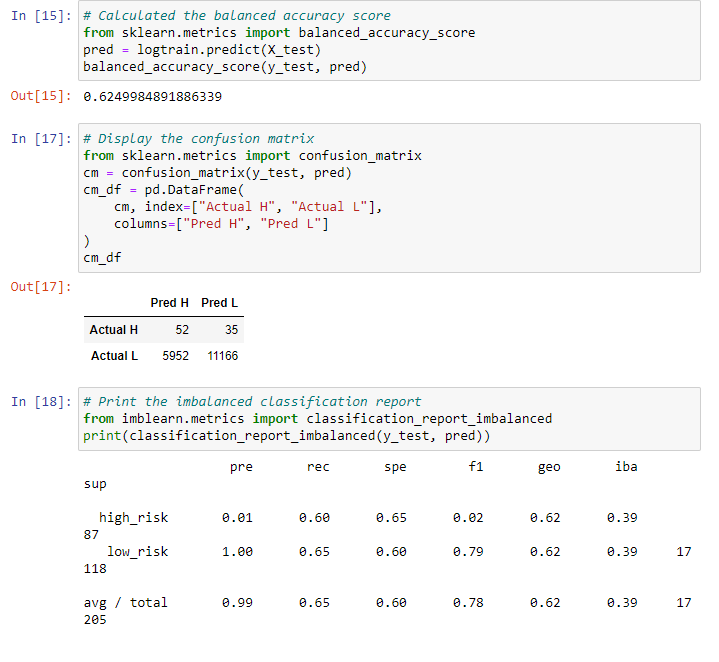 In [15]: # Calculated the balanced accuracy score
from sklearn.metrics import balanced_accuracy_score
pred = logtrain.predict(X_test)
balanced_accuracy_score(y_test, pred)
Out[15]: 0.6249984891886339
In [17]: # Display the confusion matrix
from sklearn.metrics import confusion_matrix
cm = confusion_matrix(y_test, pred)
cm_df = pd.DataFrame(
    cm, index=["Actual H", "Actual L"],
    columns=["Pred H", "Pred L"]
)
cm_df
Out[17]:
Pred H Pred L
Actual H 52 35
Actual L 5952 11166
In [18]: # Print the imbalanced classification report
from imblearn.metrics import classification_report_imbalanced
print(classification_report_imbalanced(y_test, pred))
pre rec spe f1 geo iba
sup
high_risk 0.01 0.60 0.65 0.02 0.62 0.39
87
low_risk 1.00 0.65 0.60 0.79 0.62 0.39 17
118
avg / total 0.99 0.65 0.60 0.78 0.62 0.39 17
205